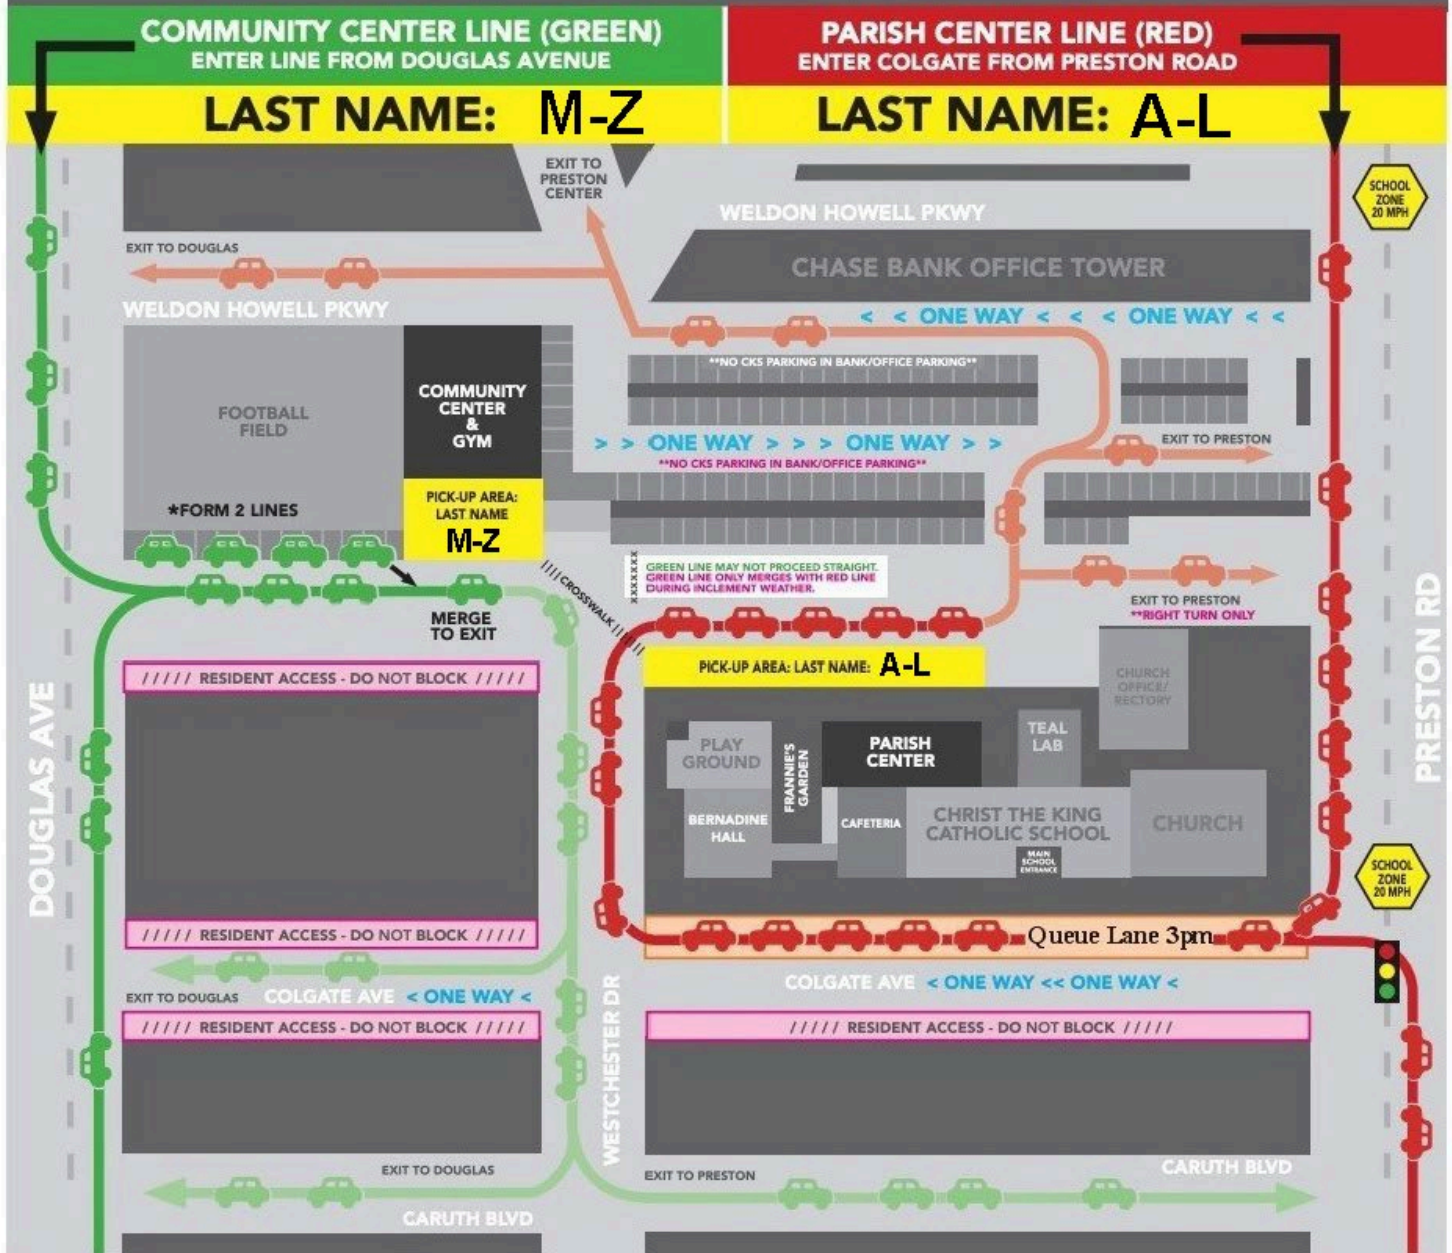 COMMUNITY CENTER LINE (GREEN)
ENTER LINE FROM DOUGLAS AVENUE
LAST NAME: M-Z
PARISH CENTER LINE (RED)
ENTER COLGATE FROM PRESTON ROAD
LAST NAME: A-L
EXIT TO
PRESTON
CENTER
SCHOOL
ZONE
20 MPH
WELDON HOWELL PKWY
EXIT TO DOUGLAS
CHASE BANK OFFICE TOWER
WELDON HOWELL PKWY
< < ONE WAY < < < ONE WAY < <
**NO CKS PARKING IN BANK/OFFICE PARKING**
COMMUNITY
CENTER
&
GYM
FOOTBALL
FIELD
> > ONE WAY > > > ONE WAY > >
EXIT TO PRESTON
**NO CKS PARKING IN BANK/OFFICE PARKING**
PICK-UP AREA:
LAST NAME
M-Z
*FORM 2 LINES
CROSSWALK
XXXXXXX
GREEN LINE MAY NOT PROCEED STRAIGHT.
GREEN LINE ONLY MERGES WITH RED LINE
DURING INCLEMENT WEATHER.
MERGE
TO EXIT
EXIT TO PRESTON
**RIGHT TURN ONLY
///// RESIDENT ACCESS - DO NOT BLOCK /////
PICK-UP AREA: LAST NAME: A-L
CHURCH
OFFICE/
RECTORY
PLAY
GROUND
FRANNIE'S
GARDEN
PARISH
CENTER
TEAL
LAB
BERNADINE
HALL
CAFETERIA
CHRIST THE KING
CATHOLIC SCHOOL
MAIN
SCHOOL
ENTRANCE
CHURCH
DOUGLAS AVE
PRESTON RD
SCHOOL
ZONE
20 MPH
///// RESIDENT ACCESS - DO NOT BLOCK /////
Queue Lane 3pm
EXIT TO DOUGLAS
COLGATE AVE < ONE WAY <
COLGATE AVE < ONE WAY << ONE WAY <
///// RESIDENT ACCESS - DO NOT BLOCK /////
///// RESIDENT ACCESS - DO NOT BLOCK /////
WESTCHESTER DR
EXIT TO DOUGLAS
EXIT TO PRESTON
CARUTH BLVD
CARUTH BLVD